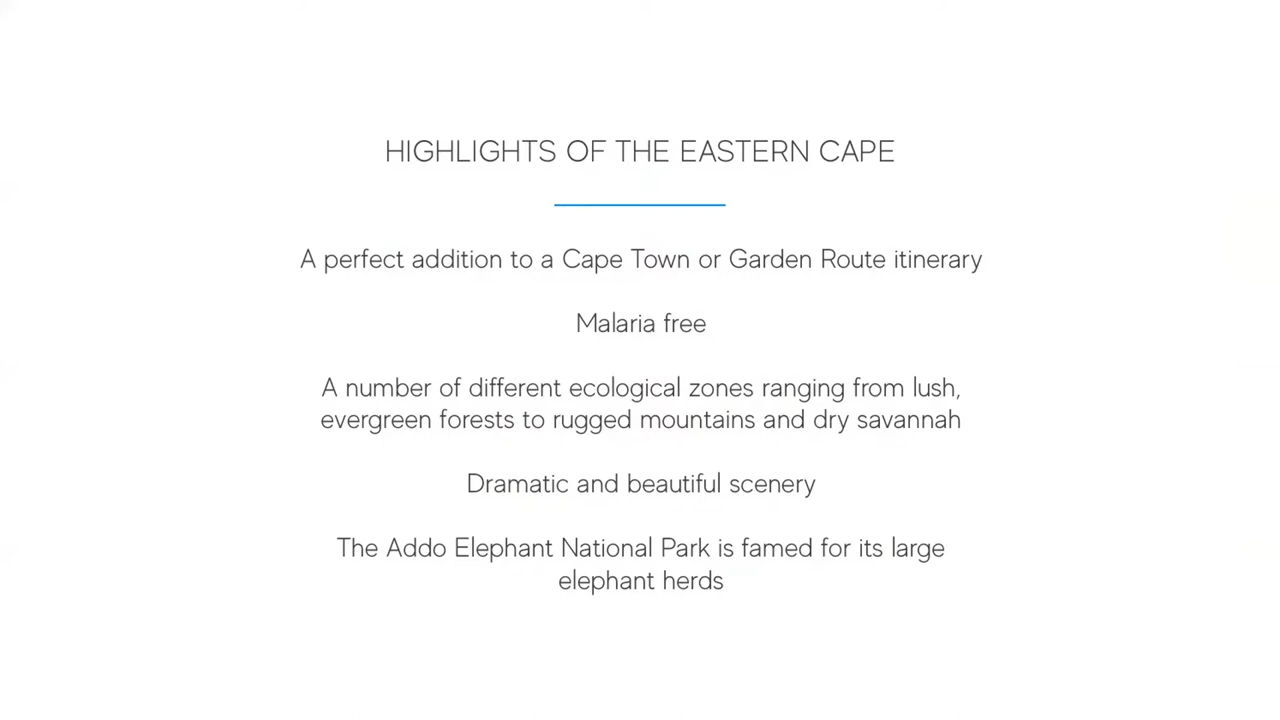 HIGHLIGHTS OF THE EASTERN CAPE
A perfect addition to a Cape Town or Garden Route itinerary
Malaria free
A number of different ecological zones ranging from lush,
evergreen forests to rugged mountains and dry savannah
Dramatic and beautiful scenery
The Addo Elephant National Park is famed for its large
elephant herds